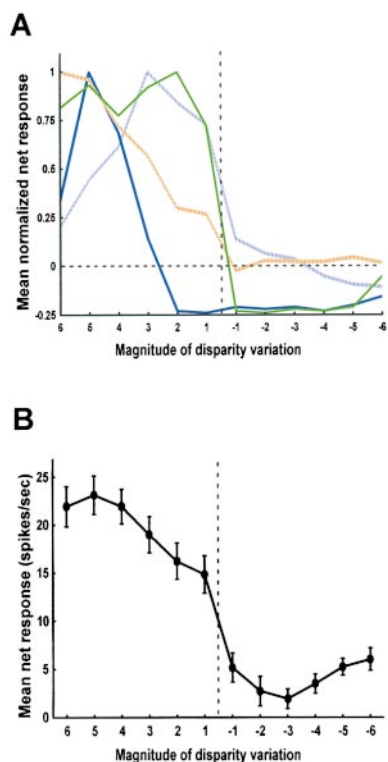 A
Mean normalized net response
1
0.75
0.5
0.25
0
-0.25
6 5 4 3 2 1 -1 -2 -3 -4 -5 -6
Magnitude of disparity variation
B
Mean net response (spikes/sec)
25
20
15
10
5
0
6 5 4 3 2 1 -1 -2 -3 -4 -5 -6
Magnitude of disparity variation